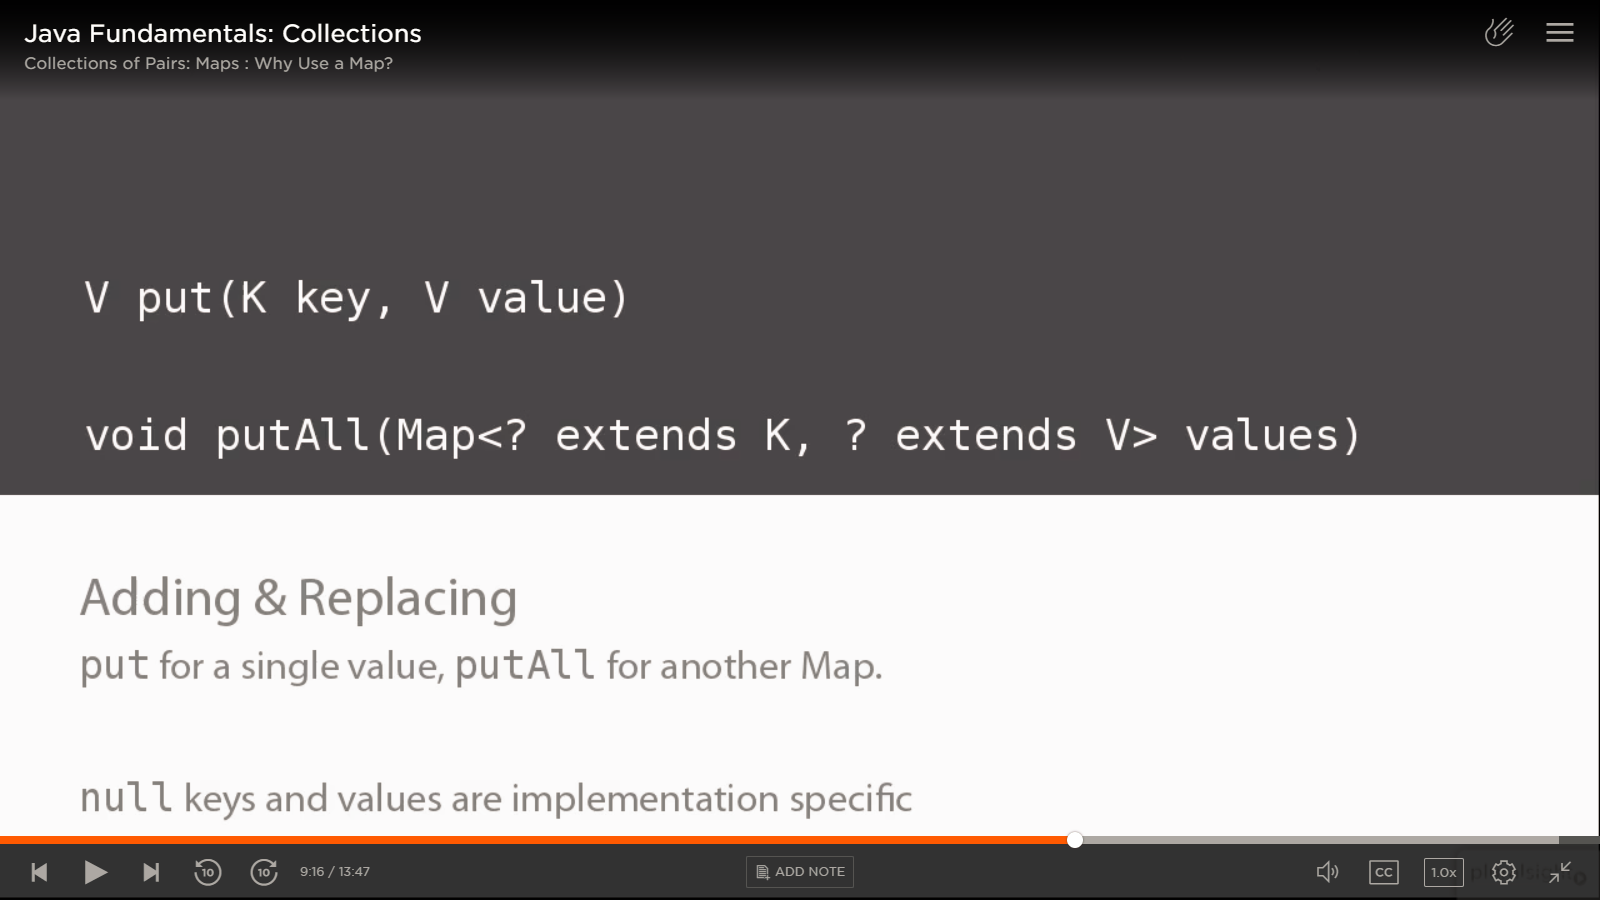 Java Fundamentals: Collections
Collections of Pairs: Maps : Why Use a Map?
V put(K key, V value)
void putAll(Map<? extends K, ? extends V> values)
Adding & Replacing
put for a single value, putAll for another Map.
null keys and values are implementation specific
10
10
9:16 / 13:47
ADD NOTE
CC
1.0x